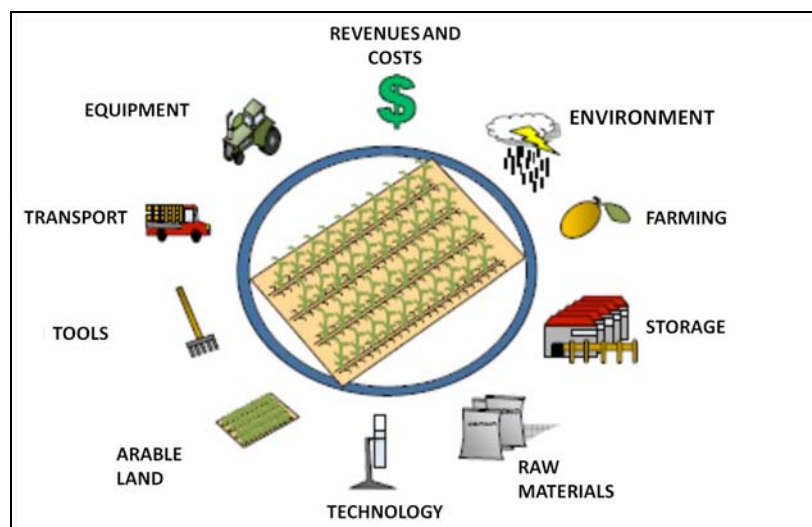 REVENUES AND
COSTS
EQUIPMENT
ENVIRONMENT
TRANSPORT
FARMING
TOOLS
STORAGE
ARABLE
LAND
RAW
MATERIALS
TECHNOLOGY